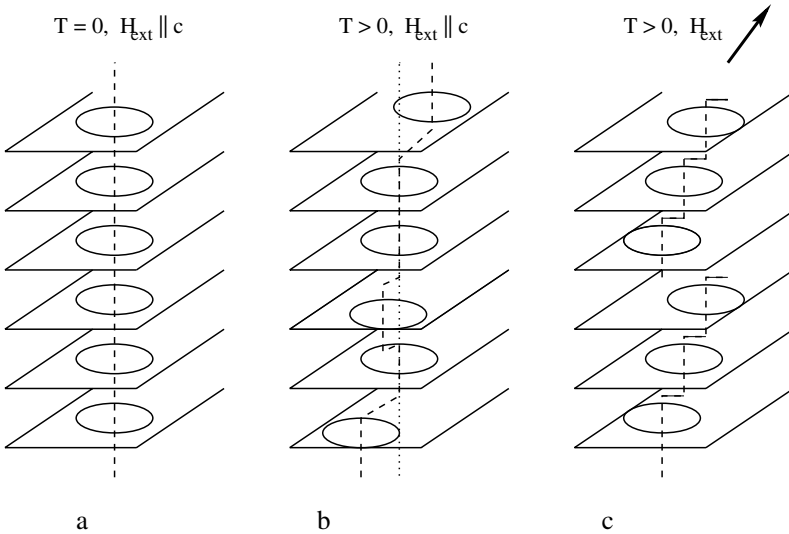 T = 0, H_ext || c
T > 0, H_ext || c
T > 0, H_ext
a
b
c